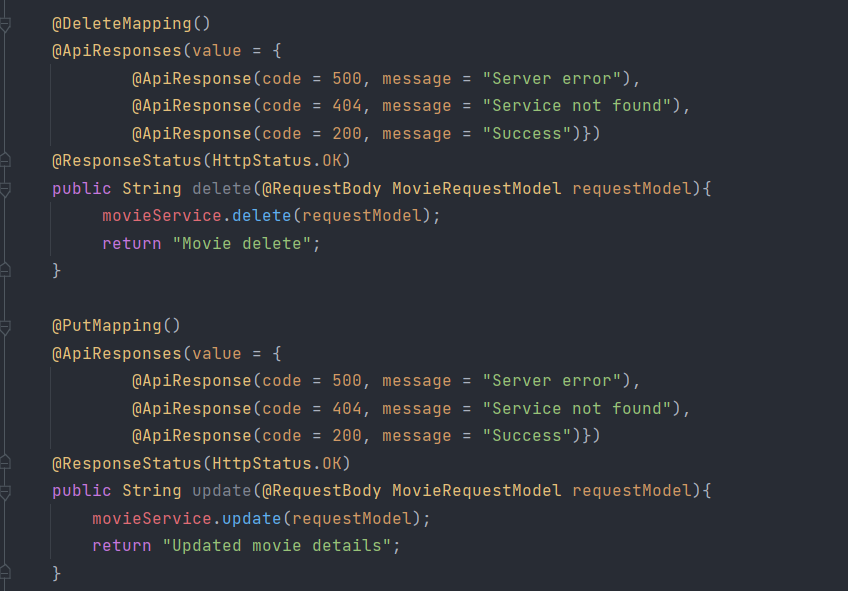 @DeleteMapping()
@ApiResponses(value = {
        @ApiResponse(code = 500, message = "Server error"),
        @ApiResponse(code = 404, message = "Service not found"),
        @ApiResponse(code = 200, message = "Success")})
@ResponseStatus(HttpStatus.OK)
public String delete(@RequestBody MovieRequestModel requestModel){
     movieService.delete(requestModel);
     return "Movie delete";
}
@PutMapping()
@ApiResponses(value = {
        @ApiResponse(code = 500, message = "Server error"),
        @ApiResponse(code = 404, message = "Service not found"),
        @ApiResponse(code = 200, message = "Success")})
@ResponseStatus(HttpStatus.OK)
public String update(@RequestBody MovieRequestModel requestModel){
    movieService.update(requestModel);
    return "Updated movie details";
}